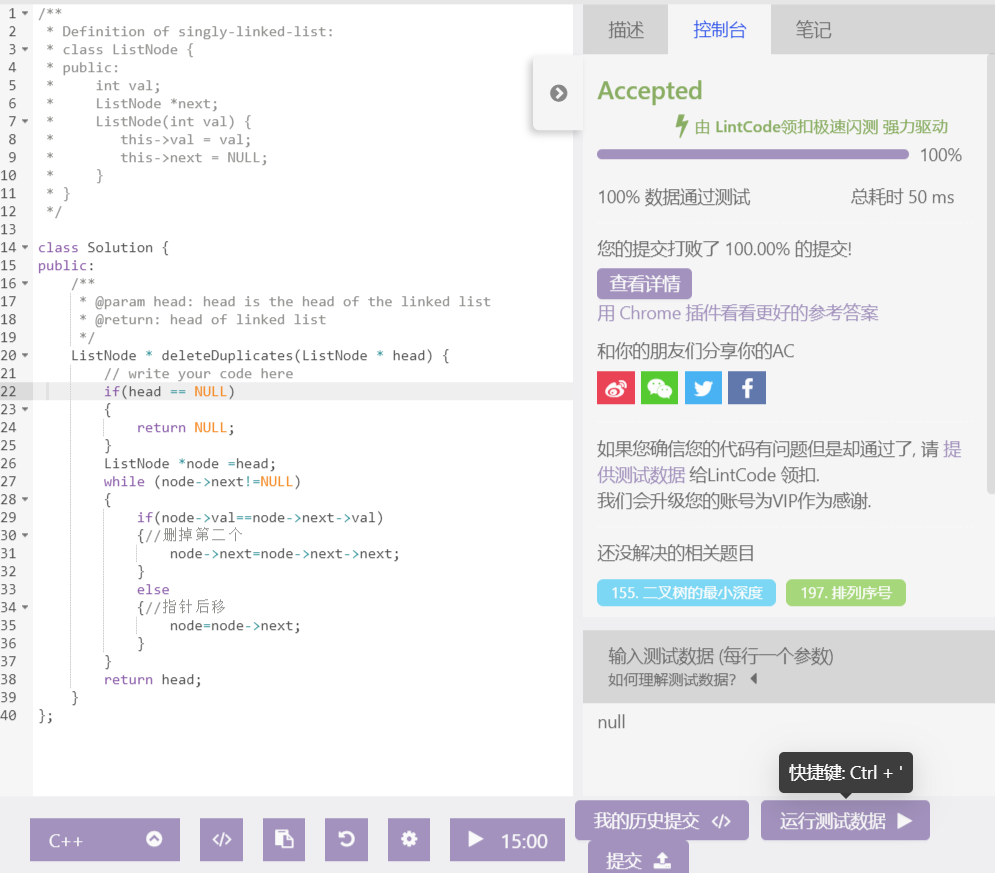 1 /**
2  * Definition of singly-linked-list:
3  * class ListNode {
4  * public:
5  *     int val;
6  *     ListNode *next;
7  *     ListNode(int val) {
8  *        this->val = val;
9  *        this->next = NULL;
10  *     }
11  * }
12  */
13
14 class Solution {
15 public:
16     /**
17      * @param head: head is the head of the linked list
18      * @return: head of linked list
19      */
20     ListNode * deleteDuplicates(ListNode * head) {
21         // write your code here
22         if(head == NULL)
23         {
24             return NULL;
25         }
26         ListNode *node =head;
27         while (node->next!=NULL)
28         {
29             if(node->val==node->next->val)
30             {//删掉第二个
31                 node->next=node->next->next;
32             }
33             else
34             {//指针后移
35                 node=node->next;
36             }
37         }
38         return head;
39     }
40 };
C++
</>
15:00
描述 控制台 笔记
Accepted
由 LintCode领扣极速闪测 强力驱动
100%
100% 数据通过测试 总耗时 50 ms
您的提交打败了 100.00% 的提交!
查看详情
用 Chrome 插件看看更好的参考答案
和你的朋友们分享你的AC
如果您确信您的代码有问题但是却通过了, 请 提
供测试数据 给LintCode 领扣.
我们会升级您的账号为VIP作为感谢.
还没解决的相关题目
155. 二叉树的最小深度 197. 排列序号
输入测试数据 (每行一个参数)
如何理解测试数据?
null
快捷键: Ctrl + '
我的历史提交 </> 运行测试数据
提交